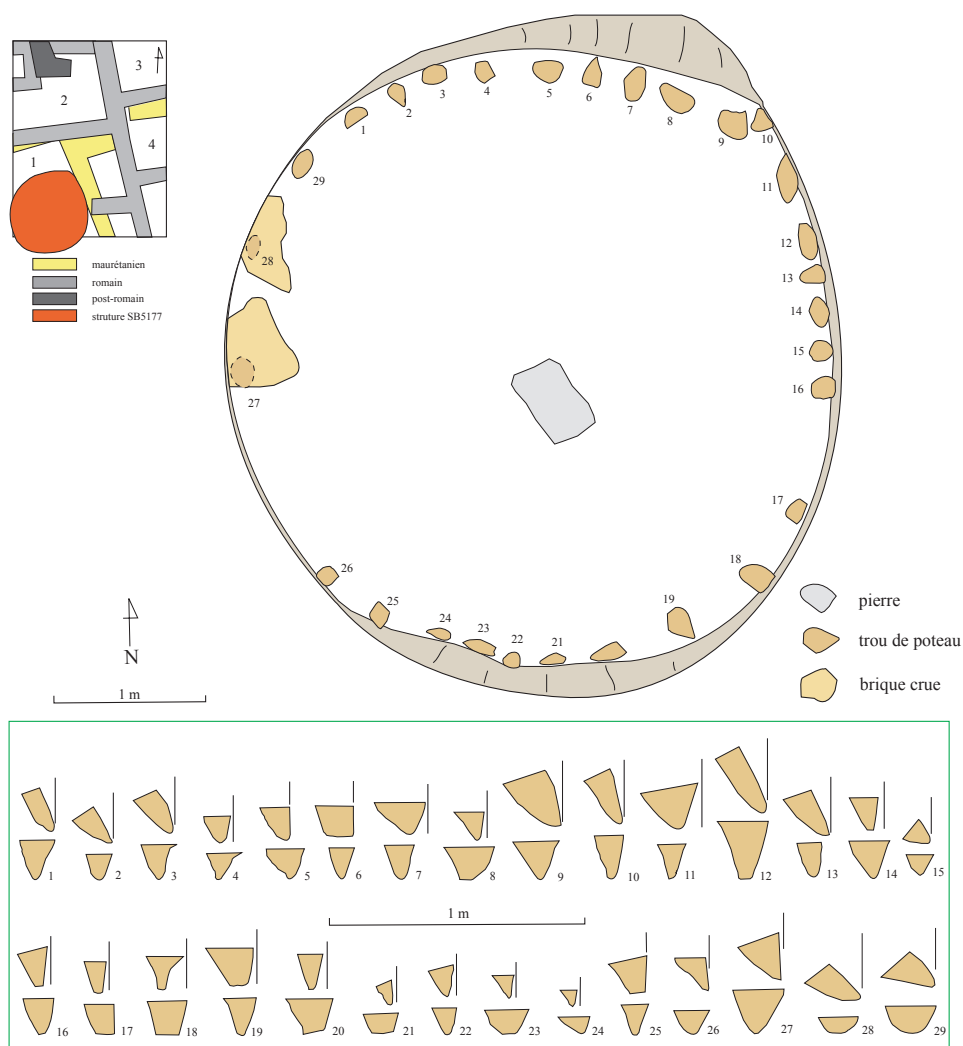 3
2
4
1
maurétanien
romain
post-romain
struture SB5177
1
2
3
4
5
6
7
8
9
10
11
12
13
14
15
16
17
18
19
21
22
23
24
25
26
27
28
29
N
1 m
pierre
trou de poteau
brique crue
1 2 3 4 5 6 7 8 9 10 11 12 13 14 15
1 m
16 17 18 19 20 21 22 23 24 25 26 27 28 29